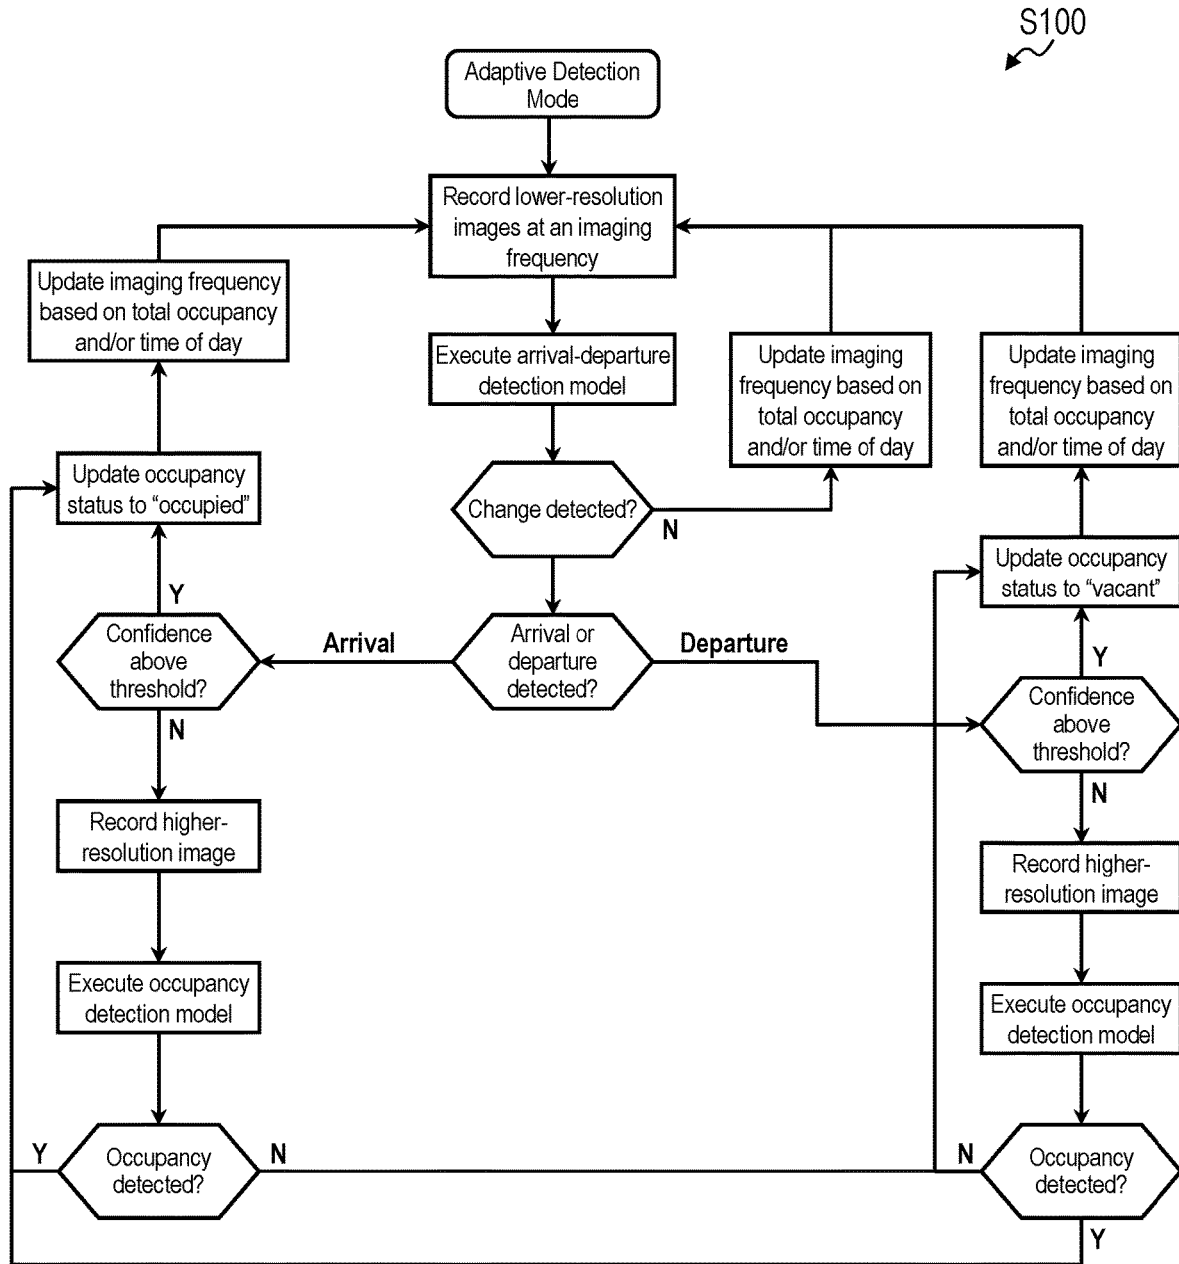 S100
Adaptive Detection
Mode
Record lower-resolution
images at an imaging
frequency
Execute arrival-departure
detection model
Change detected?
N
Update imaging
frequency based on
total occupancy
and/or time of day
Arrival or
departure
detected?
Arrival
Departure
Confidence
above
threshold?
Y
Update occupancy
status to “occupied”
Update imaging frequency
based on total occupancy
and/or time of day
N
Record higher-
resolution image
Execute occupancy
detection model
Occupancy
detected?
Y
N
Confidence
above
threshold?
Y
Update occupancy
status to “vacant”
Update imaging
frequency based on
total occupancy
and/or time of day
N
Record higher-
resolution image
Execute occupancy
detection model
Occupancy
detected?
N
Y